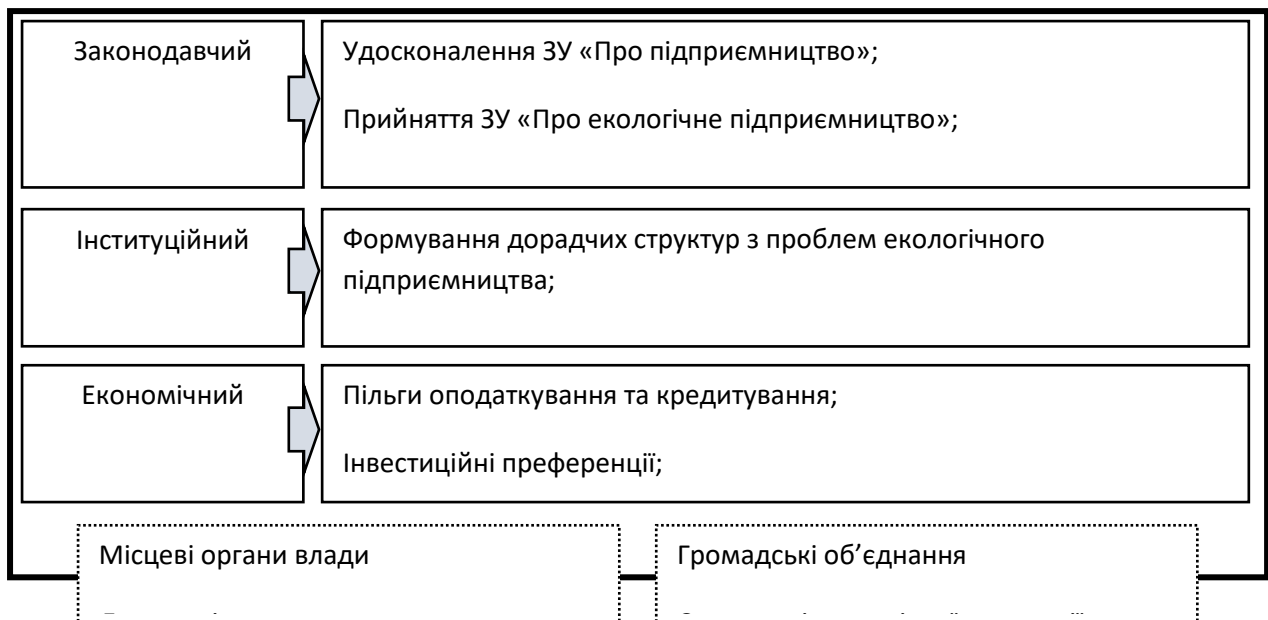 Законодавчий
Удосконалення ЗУ «Про підприємництво»;
Прийняття ЗУ «Про екологічне підприємництво»;
Інституційний
Формування дорадчих структур з проблем екологічного
підприємництва;
Економічний
Пільги оподаткування та кредитування;
Інвестиційні преференції;
Місцеві органи влади
Громадські об’єднання